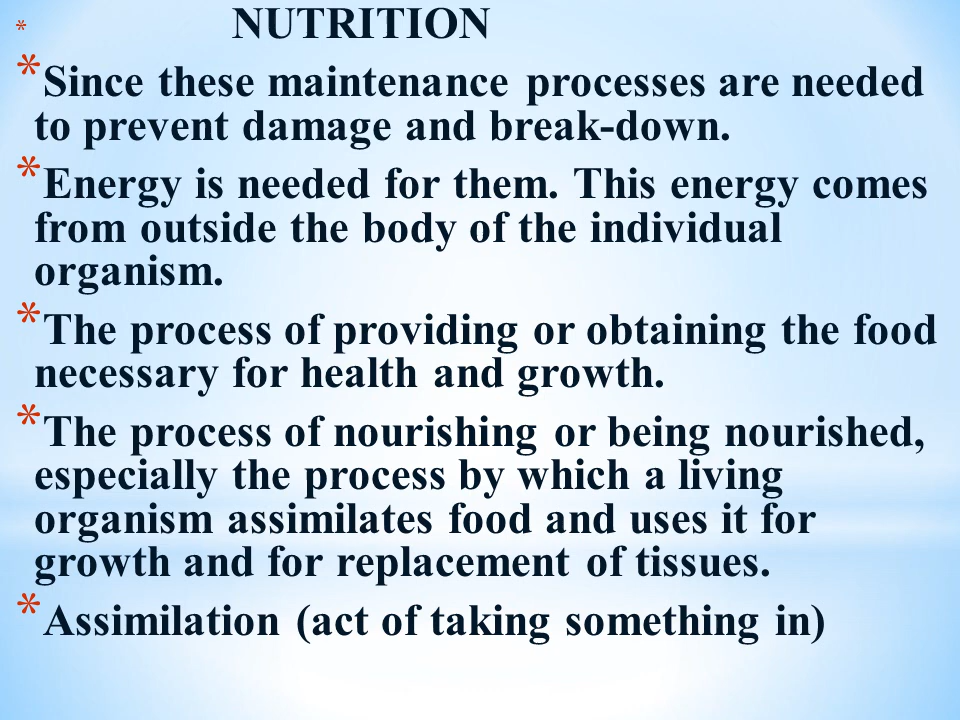 * NUTRITION
* Since these maintenance processes are needed
to prevent damage and break-down.
* Energy is needed for them. This energy comes
from outside the body of the individual
organism.
* The process of providing or obtaining the food
necessary for health and growth.
* The process of nourishing or being nourished,
especially the process by which a living
organism assimilates food and uses it for
growth and for replacement of tissues.
* Assimilation (act of taking something in)